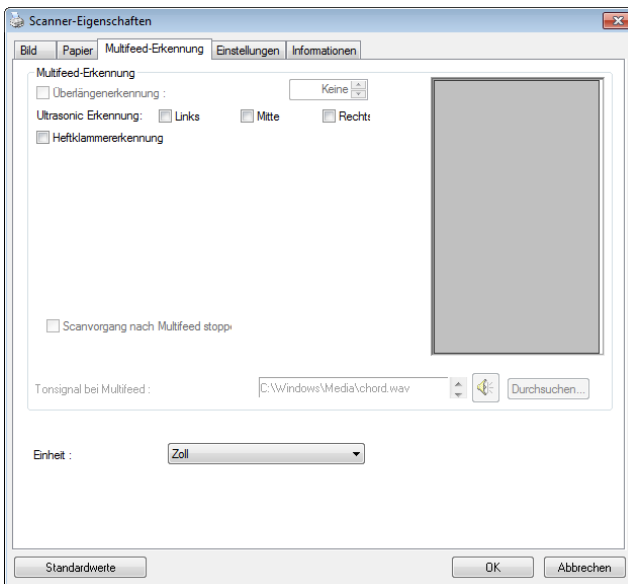 Scanner-Eigenschaften
Bild Papier Multifeed-Erkennung Einstellungen Informationen
Multifeed-Erkennung
Überlängenerkennung : Keine
Ultrasonic Erkennung: Links Mitte Rechts
Heftklammererkennung
Scanvorgang nach Multifeed stoppe
Tonsignal bei Multifeed : C:\Windows\Media\chord.wav Durchsuchen...
Einheit : Zoll
Standardwerte OK Abbrechen